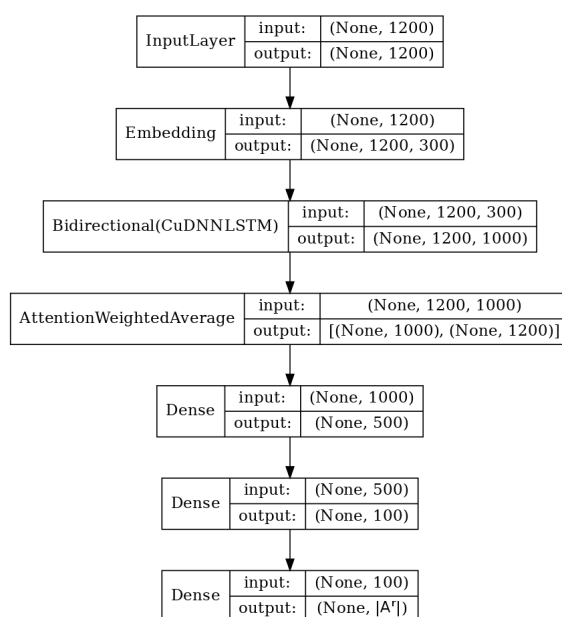 InputLayer
input: (None, 1200)
output: (None, 1200)
Embedding
input: (None, 1200)
output: (None, 1200, 300)
Bidirectional(CuDNNLSTM)
input: (None, 1200, 300)
output: (None, 1200, 1000)
AttentionWeightedAverage
input: (None, 1200, 1000)
output: [(None, 1000), (None, 1200)]
Dense
input: (None, 1000)
output: (None, 500)
Dense
input: (None, 500)
output: (None, 100)
Dense
input: (None, 100)
output: (None, |Aʳ|)